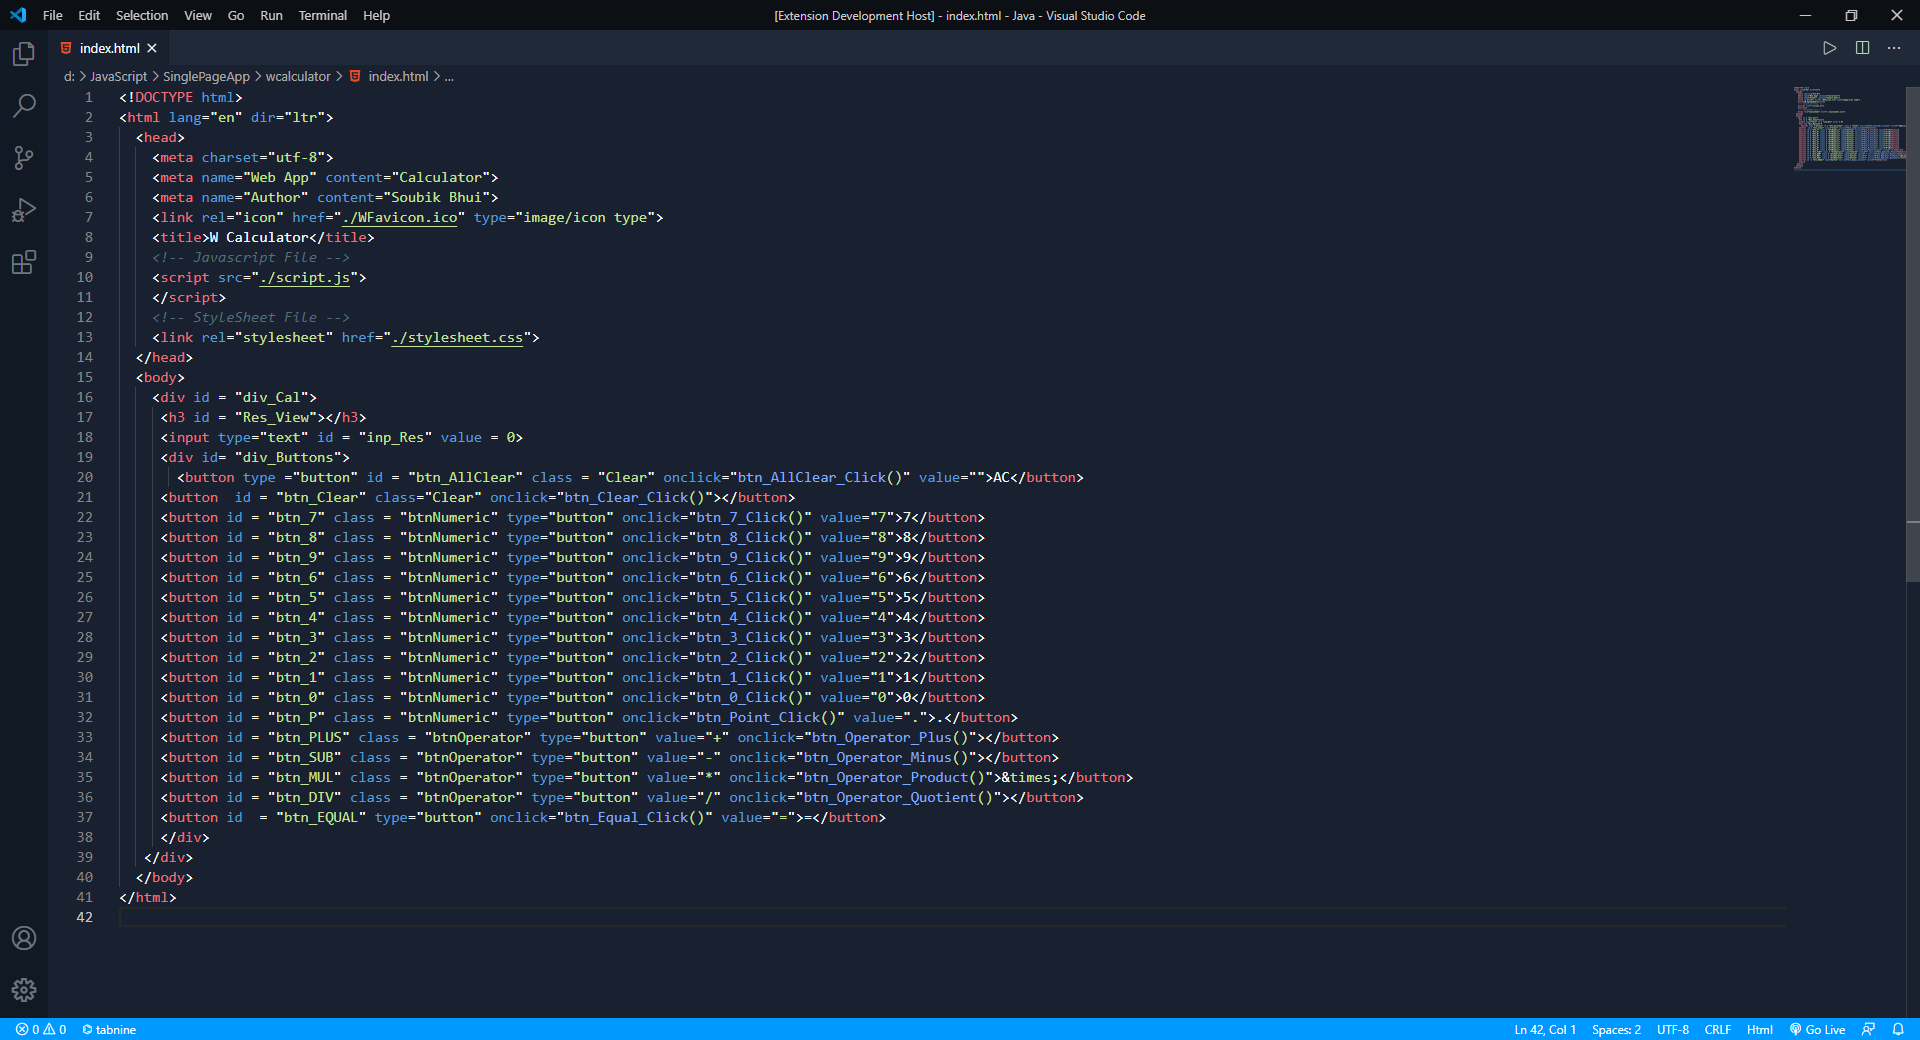 File Edit Selection View Go Run Terminal Help [Extension Development Host] - index.html - Java - Visual Studio Code
index.html
d: > JavaScript > SinglePageApp > wcalculator > index.html > ...
1 <!DOCTYPE html>
2 <html lang="en" dir="ltr">
3 <head>
4 <meta charset="utf-8">
5 <meta name="Web App" content="Calculator">
6 <meta name="Author" content="Soubik Bhui">
7 <link rel="icon" href="./WFavicon.ico" type="image/icon type">
8 <title>W Calculator</title>
9 <!-- Javascript File -->
10 <script src="./script.js">
11 </script>
12 <!-- StyleSheet File -->
13 <link rel="stylesheet" href="./stylesheet.css">
14 </head>
15 <body>
16 <div id = "div_Cal">
17 <h3 id = "Res_View"></h3>
18 <input type="text" id = "inp_Res" value = 0>
19 <div id= "div_Buttons">
20 <button type ="button" id = "btn_AllClear" class = "Clear" onclick="btn_AllClear_Click()" value="">AC</button>
21 <button  id = "btn_Clear" class="Clear" onclick="btn_Clear_Click()"></button>
22 <button id = "btn_7" class = "btnNumeric" type="button" onclick="btn_7_Click()" value="7">7</button>
23 <button id = "btn_8" class = "btnNumeric" type="button" onclick="btn_8_Click()" value="8">8</button>
24 <button id = "btn_9" class = "btnNumeric" type="button" onclick="btn_9_Click()" value="9">9</button>
25 <button id = "btn_6" class = "btnNumeric" type="button" onclick="btn_6_Click()" value="6">6</button>
26 <button id = "btn_5" class = "btnNumeric" type="button" onclick="btn_5_Click()" value="5">5</button>
27 <button id = "btn_4" class = "btnNumeric" type="button" onclick="btn_4_Click()" value="4">4</button>
28 <button id = "btn_3" class = "btnNumeric" type="button" onclick="btn_3_Click()" value="3">3</button>
29 <button id = "btn_2" class = "btnNumeric" type="button" onclick="btn_2_Click()" value="2">2</button>
30 <button id = "btn_1" class = "btnNumeric" type="button" onclick="btn_1_Click()" value="1">1</button>
31 <button id = "btn_0" class = "btnNumeric" type="button" onclick="btn_0_Click()" value="0">0</button>
32 <button id = "btn_P" class = "btnNumeric" type="button" onclick="btn_Point_Click()" value=".">.</button>
33 <button id = "btn_PLUS" class = "btnOperator" type="button" value="+" onclick="btn_Operator_Plus()"></button>
34 <button id = "btn_SUB" class = "btnOperator" type="button" value="-" onclick="btn_Operator_Minus()"></button>
35 <button id = "btn_MUL" class = "btnOperator" type="button" value="*" onclick="btn_Operator_Product()">&times;</button>
36 <button id = "btn_DIV" class = "btnOperator" type="button" value="/" onclick="btn_Operator_Quotient()"></button>
37 <button id  = "btn_EQUAL" type="button" onclick="btn_Equal_Click()" value="=">=</button>
38 </div>
39 </div>
40 </body>
41 </html>
42
0 0 tabnine Ln 42, Col 1 Spaces: 2 UTF-8 CRLF Html Go Live